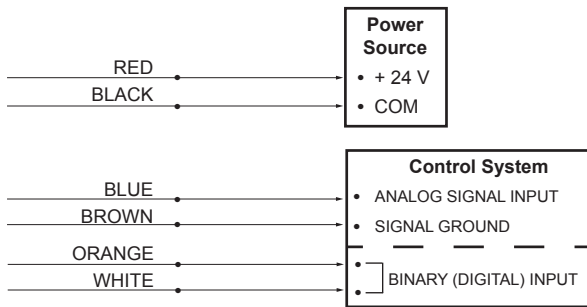 Power
Source
RED
+ 24 V
BLACK
COM
Control System
BLUE
ANALOG SIGNAL INPUT
BROWN
SIGNAL GROUND
ORANGE
BINARY (DIGITAL) INPUT
WHITE